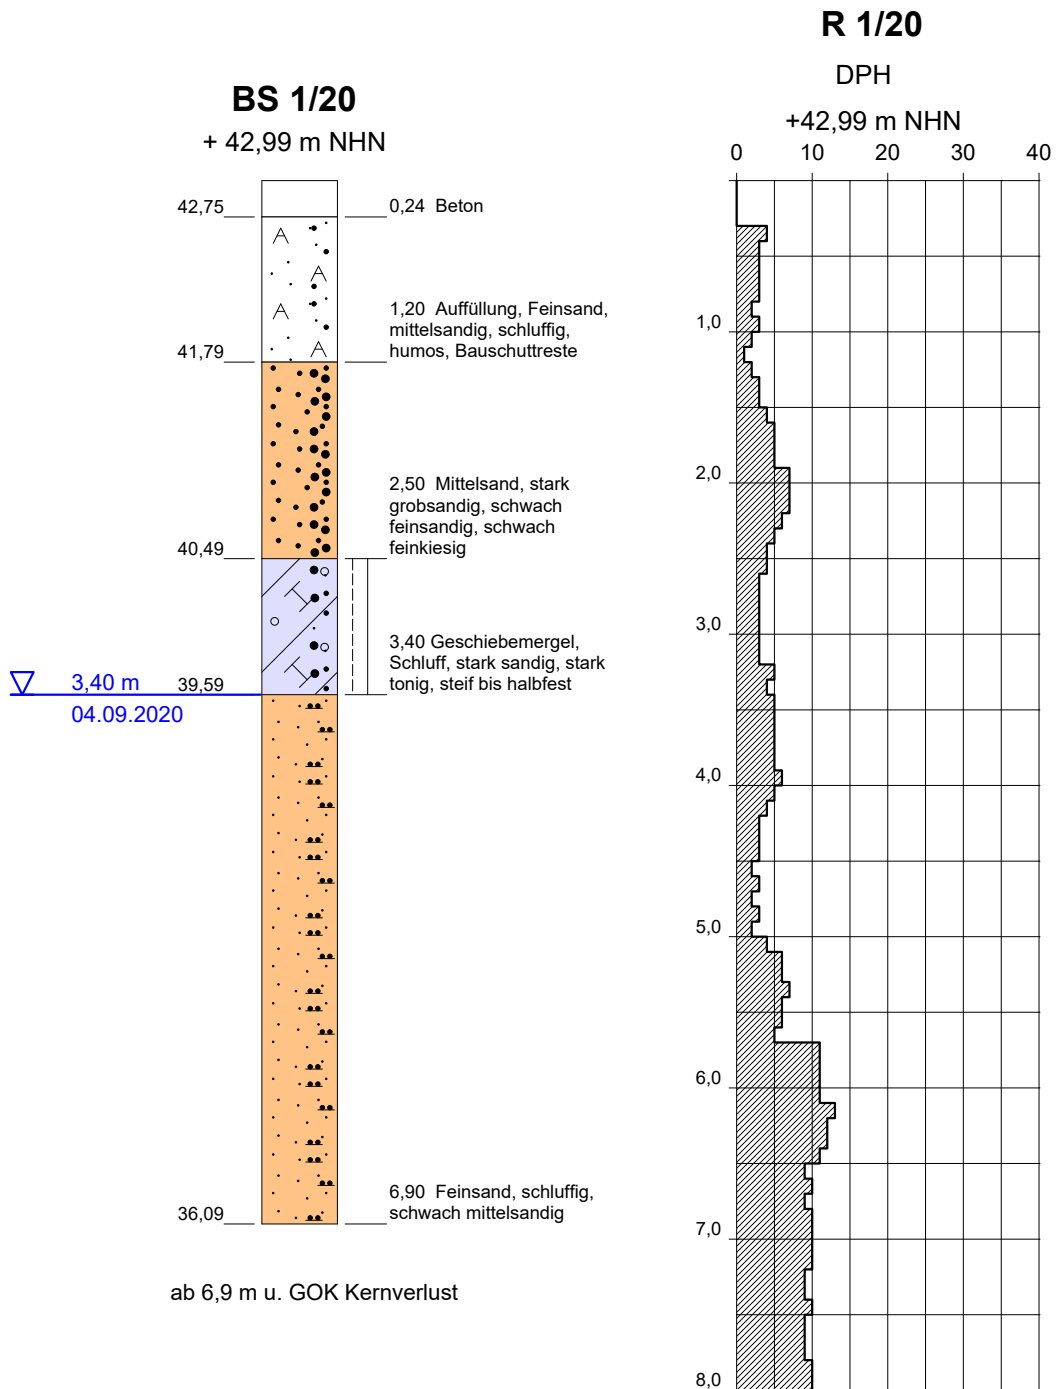 R 1/20
DPH
+42,99 m NHN
0 10 20 30 40
BS 1/20
+ 42,99 m NHN
42,75
0,24 Beton
1,20 Auffüllung, Feinsand,
mittelsandig, schluffig,
humos, Bauschuttreste
41,79
2,50 Mittelsand, stark
grobsandig, schwach
feinsandig, schwach
feinkiesig
40,49
3,40 Geschiebemergel,
Schluff, stark sandig, stark
tonig, steif bis halbfest
39,59
3,40 m
04.09.2020
6,90 Feinsand, schluffig,
schwach mittelsandig
36,09
ab 6,9 m u. GOK Kernverlust
1,0
2,0
3,0
4,0
5,0
6,0
7,0
8,0